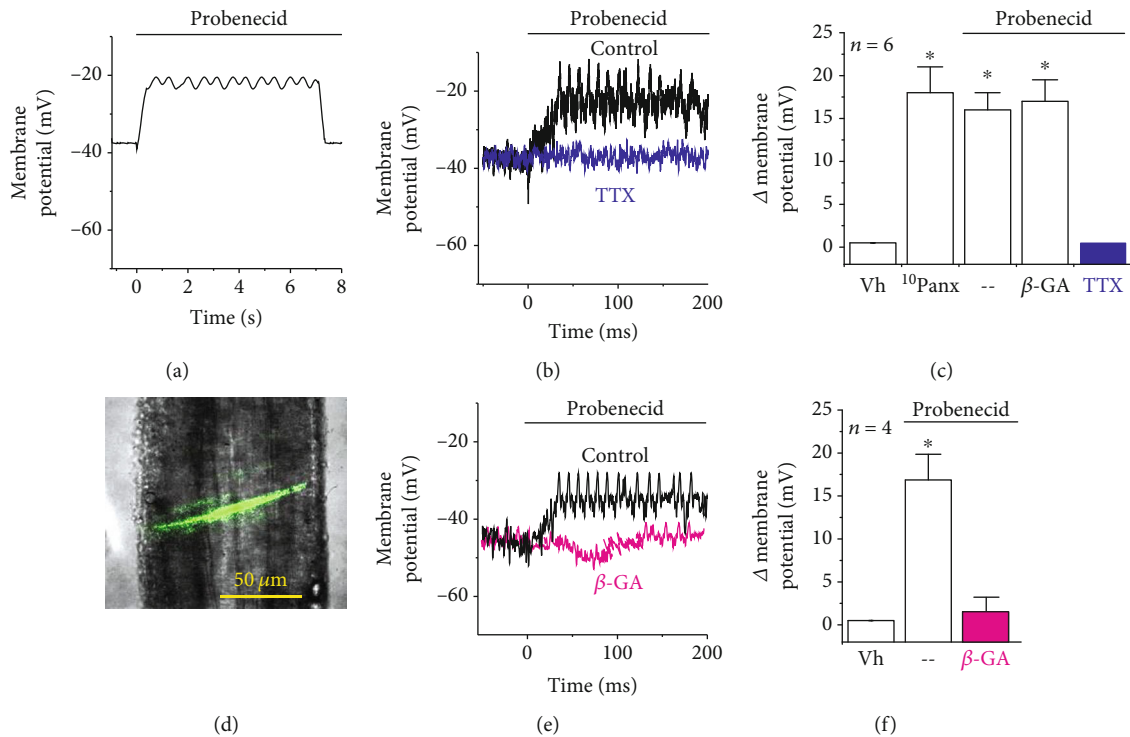 Probenecid
−20
−40
−60
Membrane
potential (mV)
0 2 4 6 8
Time (s)
(a)
Probenecid
Control
−20
−40
−60
TTX
Membrane
potential (mV)
0 100 200
Time (ms)
(b)
Probenecid
n = 6
* * *
25
20
15
10
5
0
Δ membrane
potential (mV)
Vh ¹⁰Panx -- β-GA TTX
(c)
50 μm
(d)
Probenecid
Control
−20
−40
−60
β-GA
Membrane
potential (mV)
0 100 200
Time (ms)
(e)
Probenecid
n = 4
*
25
20
15
10
5
0
Δ membrane
potential (mV)
Vh -- β-GA
(f)